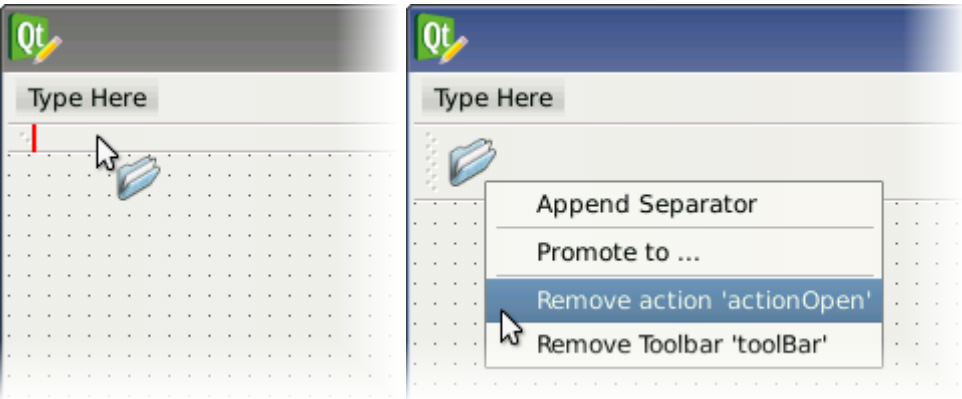 Qt
Type Here
Qt
Type Here
Append Separator
Promote to ...
Remove action 'actionOpen'
Remove Toolbar 'toolBar'